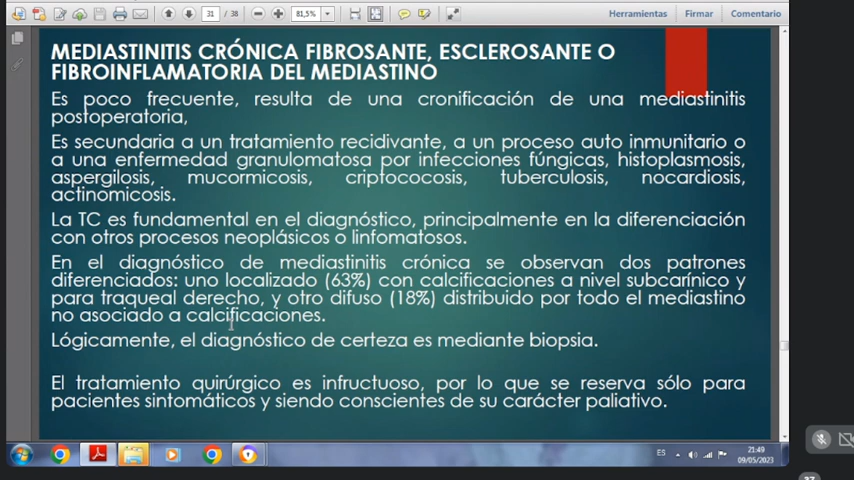 31 / 38
81,5%
Herramientas
Firmar
Comentario
MEDIASTINITIS CRÓNICA FIBROSANTE, ESCLEROSANTE O
FIBROINFLAMATORIA DEL MEDIASTINO
Es poco frecuente, resulta de una cronificación de una mediastinitis
postoperatoria,
Es secundaria a un tratamiento recidivante, a un proceso auto inmunitario o
a una enfermedad granulomatosa por infecciones fúngicas, histoplasmosis,
aspergilosis, mucormicosis, criptococosis, tuberculosis, nocardiosis,
actinomicosis.
La TC es fundamental en el diagnóstico, principalmente en la diferenciación
con otros procesos neoplásicos o linfomatosos.
En el diagnóstico de mediastinitis crónica se observan dos patrones
diferenciados: uno localizado (63%) con calcificaciones a nivel subcarínico y
para traqueal derecho, y otro difuso (18%) distribuido por todo el mediastino
no asociado a calcificaciones.
Lógicamente, el diagnóstico de certeza es mediante biopsia.
El tratamiento quirúrgico es infructuoso, por lo que se reserva sólo para
pacientes sintomáticos y siendo conscientes de su carácter paliativo.
ES
21:49
09/05/2023